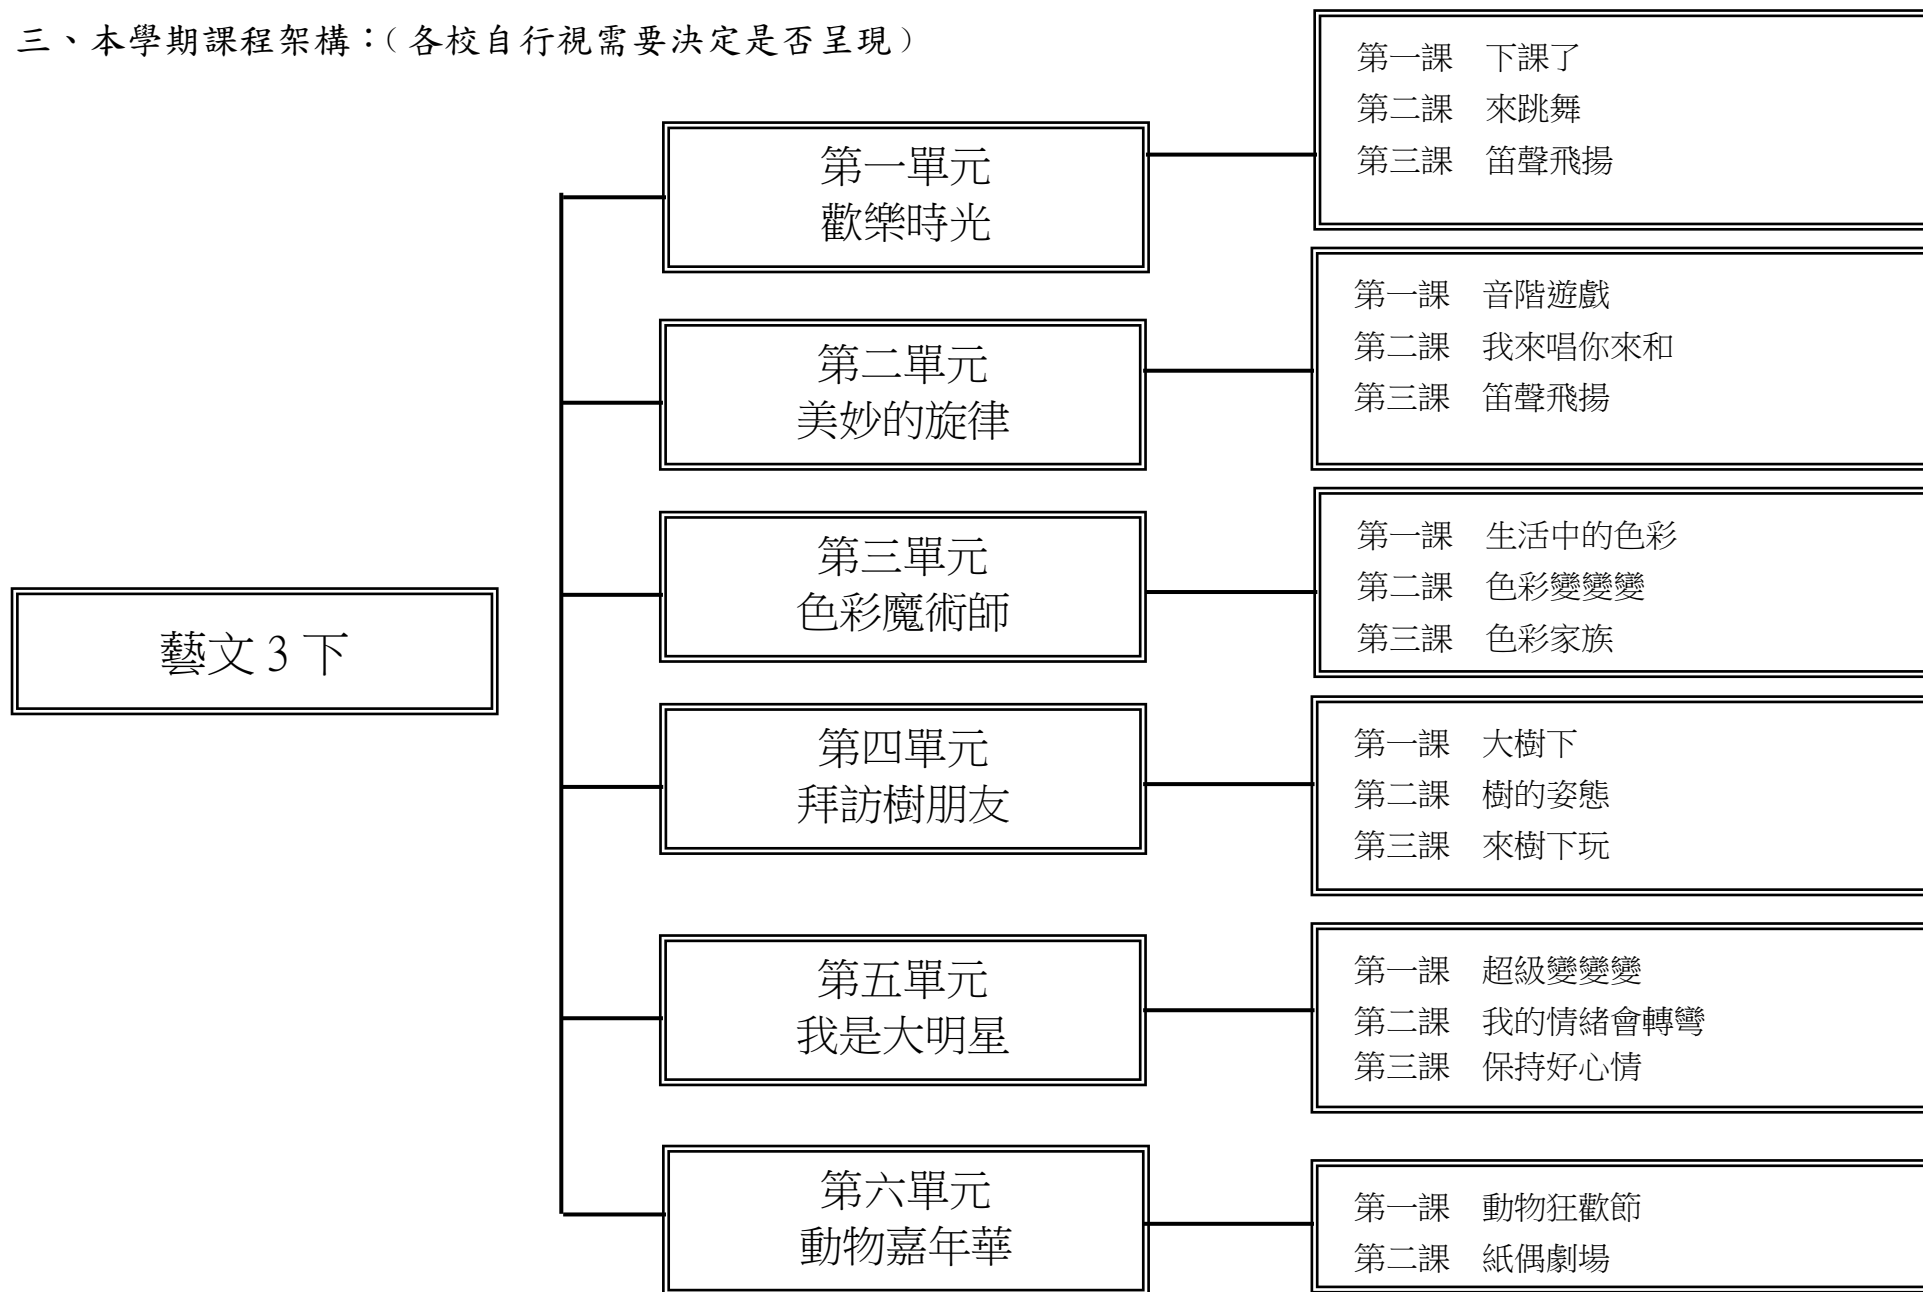 三、本學期課程架構：（各校自行視需要決定是否呈現）
藝文 3 下
第一單元
歡樂時光
第一課　下課了
第二課　來跳舞
第三課　笛聲飛揚
第二單元
美妙的旋律
第一課　音階遊戲
第二課　我來唱你來和
第三課　笛聲飛揚
第三單元
色彩魔術師
第一課　生活中的色彩
第二課　色彩變變變
第三課　色彩家族
第四單元
拜訪樹朋友
第一課　大樹下
第二課　樹的姿態
第三課　來樹下玩
第五單元
我是大明星
第一課　超級變變變
第二課　我的情緒會轉彎
第三課　保持好心情
第六單元
動物嘉年華
第一課　動物狂歡節
第二課　紙偶劇場